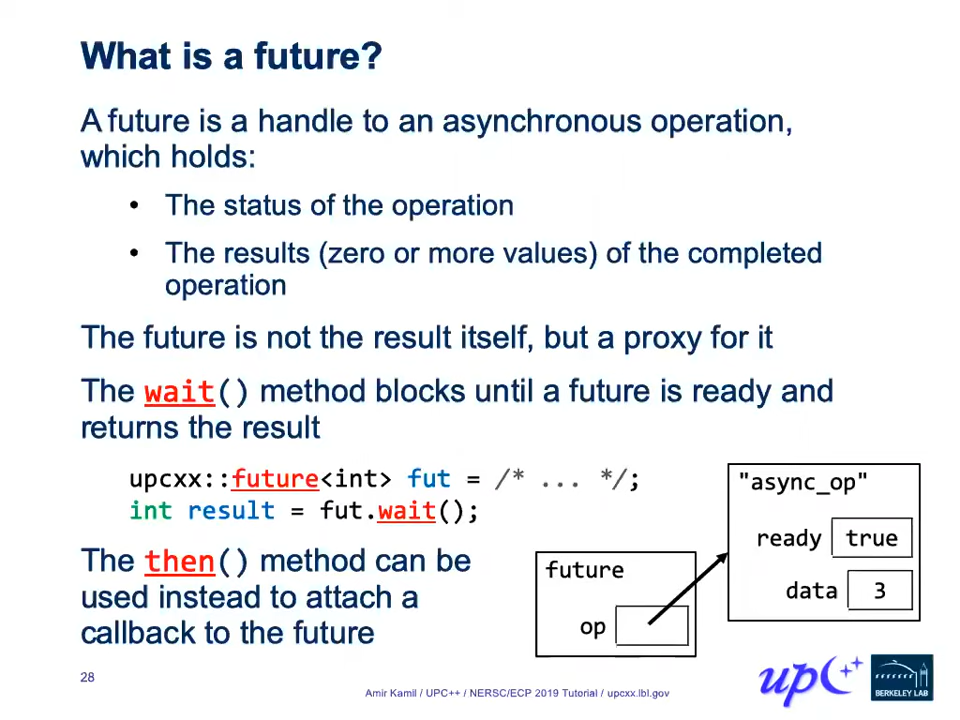 What is a future?
A future is a handle to an asynchronous operation,
which holds:
• The status of the operation
• The results (zero or more values) of the completed
operation
The future is not the result itself, but a proxy for it
The wait() method blocks until a future is ready and
returns the result
upcxx::future<int> fut = /* ... */;
int result = fut.wait();
The then() method can be
used instead to attach a
callback to the future
"async_op"
ready true
data 3
future
op
28
Amir Kamil / UPC++ / NERSC/ECP 2019 Tutorial / upcxx.lbl.gov
upc++
BERKELEY LAB